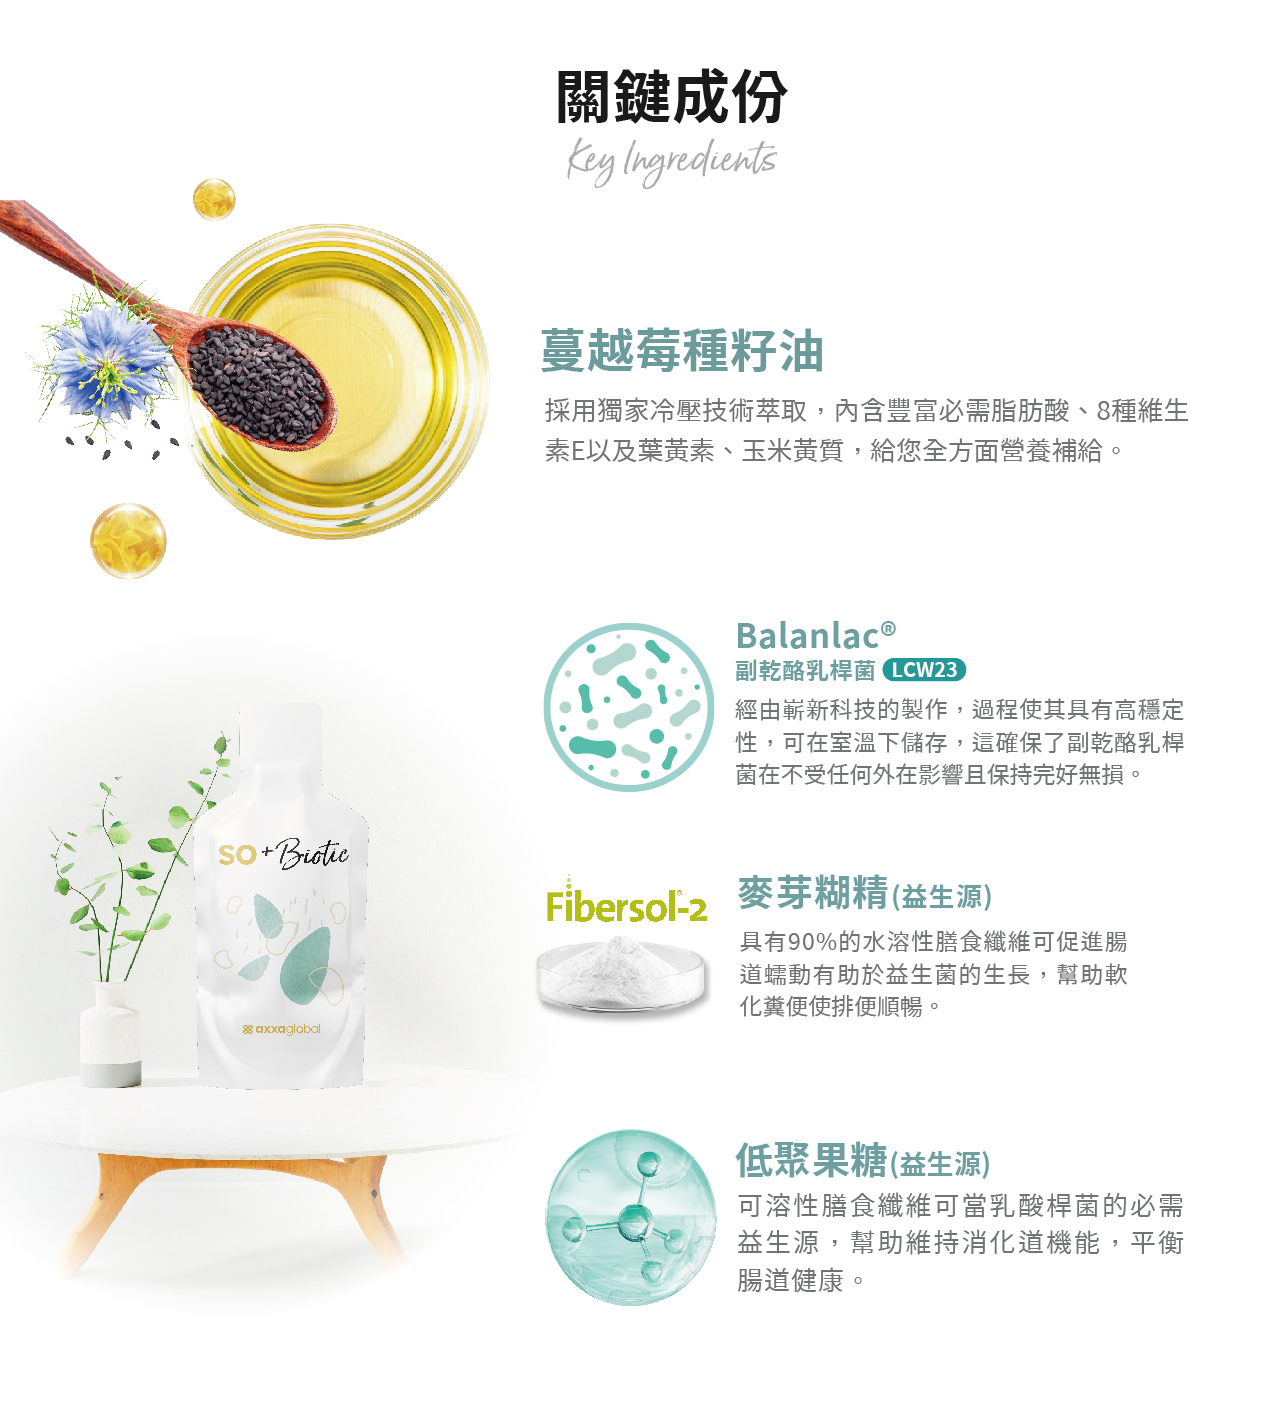 關鍵成份
Key Ingredients
蔓越莓種籽油
採用獨家冷壓技術萃取，內含豐富必需脂肪酸、8種維生
素E以及葉黃素、玉米黃質，給您全方面營養補給。
Balanlac®
副乾酪乳桿菌 LCW23
經由嶄新科技的製作，過程使其具有高穩定
性，可在室溫下儲存，這確保了副乾酪乳桿
菌在不受任何外在影響且保持完好無損。
SO+Biotic
axxaglobal
Fibersol®-2
麥芽糊精(益生源)
具有90%的水溶性膳食纖維可促進腸
道蠕動有助於益生菌的生長，幫助軟
化糞便使排便順暢。
低聚果糖(益生源)
可溶性膳食纖維可當乳酸桿菌的必需
益生源，幫助維持消化道機能，平衡
腸道健康。